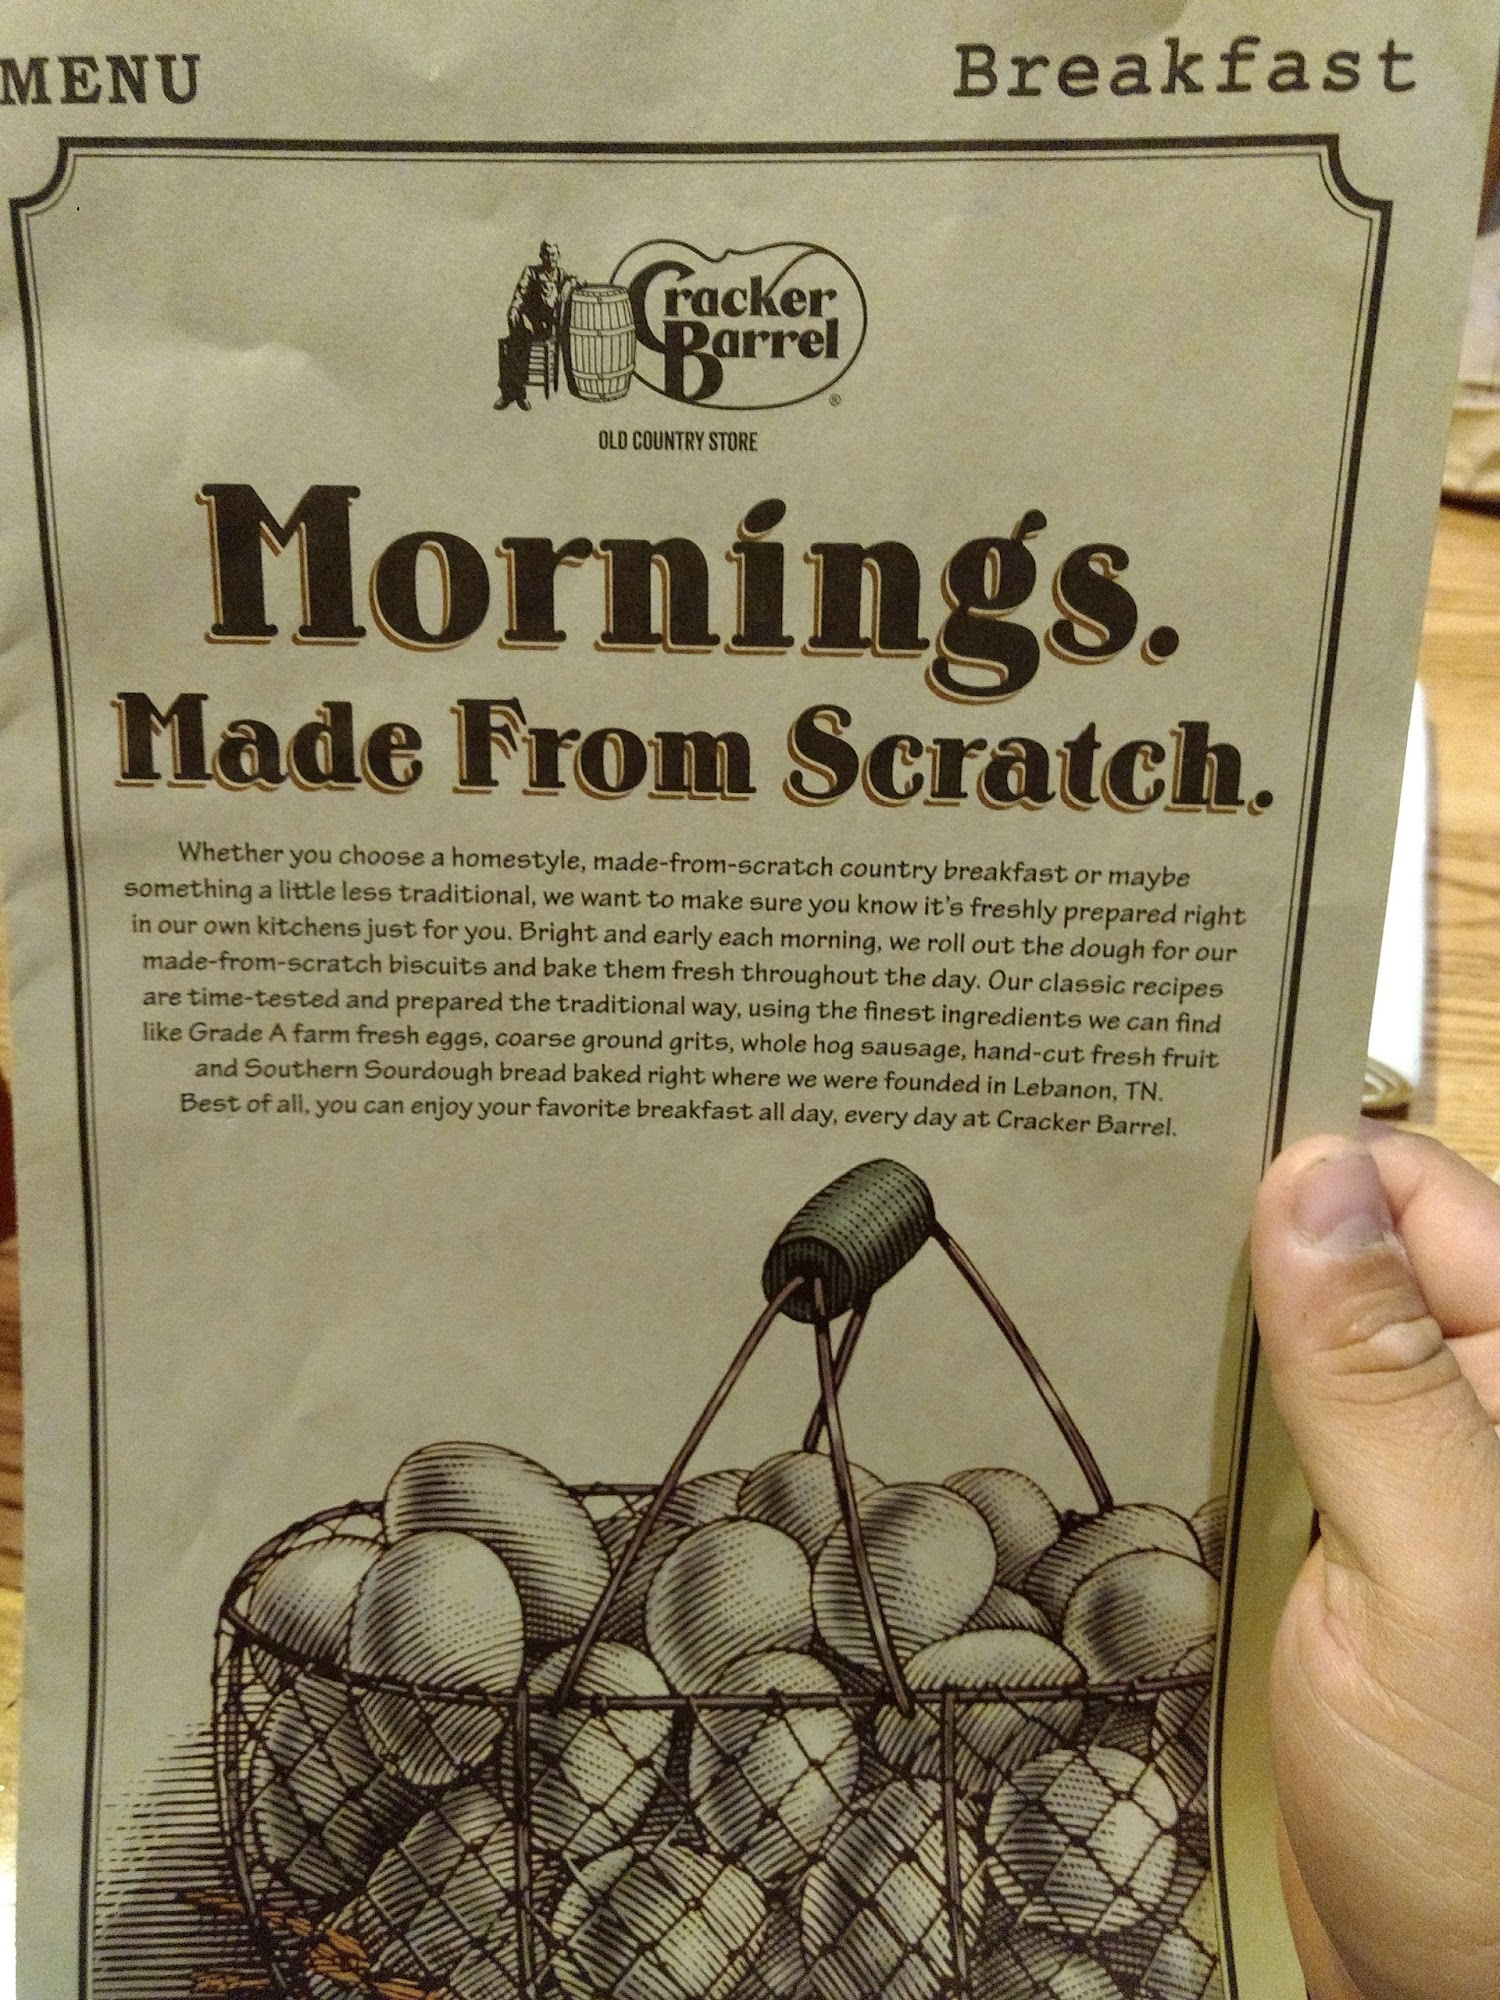 MENU Breakfast
Cracker
Barrel
®
OLD COUNTRY STORE
Mornings.
Made From Scratch.
Whether you choose a homestyle, made-from-scratch country breakfast or maybe
something a little less traditional, we want to make sure you know it's freshly prepared right
in our own kitchens just for you. Bright and early each morning, we roll out the dough for our
made-from-scratch biscuits and bake them fresh throughout the day. Our classic recipes
are time-tested and prepared the traditional way, using the finest ingredients we can find
like Grade A farm fresh eggs, coarse ground grits, whole hog sausage, hand-cut fresh fruit
and Southern Sourdough bread baked right where we were founded in Lebanon, TN.
Best of all, you can enjoy your favorite breakfast all day, every day at Cracker Barrel.